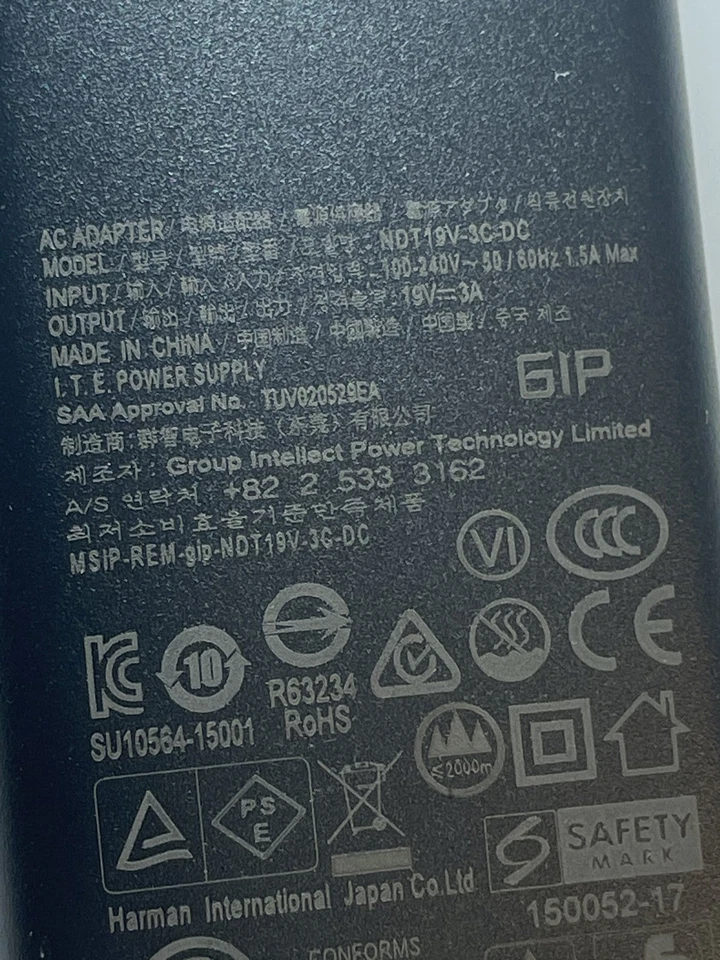 AC ADAPTER / 电源适配器 / 電源供應器 / 電源アダプタ / 직류전원장치
MODEL / 型号 / 型號 / 型番 / 모델명 : NDT19V-3C-DC
INPUT / 输入 / 輸入 / 入力 / 정격입력 : 100-240V~ 50/60Hz 1.5A Max
OUTPUT / 输出 / 輸出 / 出力 / 정격출력 : 19V⎓3A
MADE IN CHINA / 中国制造 / 中國製造 / 中国製 / 중국 제조
I.T.E. POWER SUPPLY
GIP
SAA Approval No. TUV020529EA
制造商: 群智电子科技 (东莞) 有限公司
제조자 : Group Intellect Power Technology Limited
A/S 연락처 +82 2 533 3162
최저소비효율기준만족제품
MSIP-REM-gip-NDT19V-3C-DC
VI
CCC
10
CE
SU10564-15001
R63234
RoHS
≤2000m
PSE
SAFETY
MARK
Harman International Japan Co.Ltd
150052-17
CONFORMS